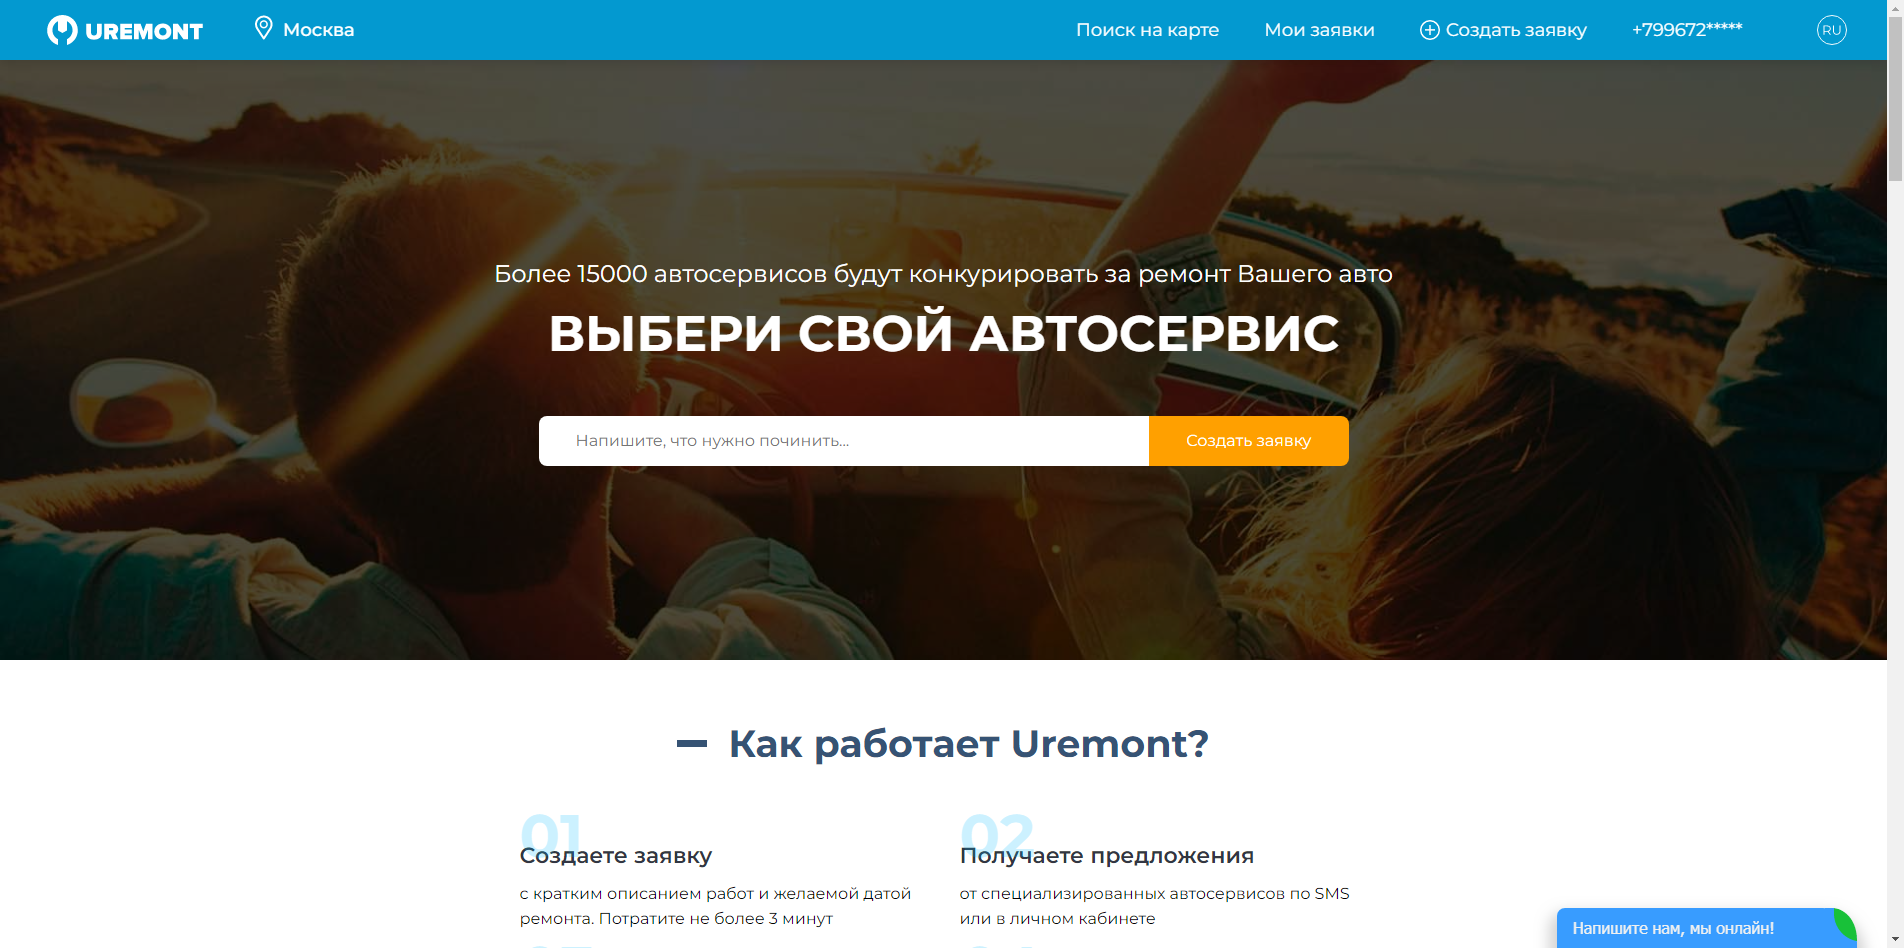 UREMONT
Москва
Поиск на карте
Мои заявки
Создать заявку
+799672*****
RU
Более 15000 автосервисов будут конкурировать за ремонт Вашего авто
ВЫБЕРИ СВОЙ АВТОСЕРВИС
Напишите, что нужно починить...
Создать заявку
Как работает Uremont?
01
Создаете заявку
с кратким описанием работ и желаемой датой
ремонта. Потратите не более 3 минут
02
Получаете предложения
от специализированных автосервисов по SMS
или в личном кабинете
Напишите нам, мы онлайн!